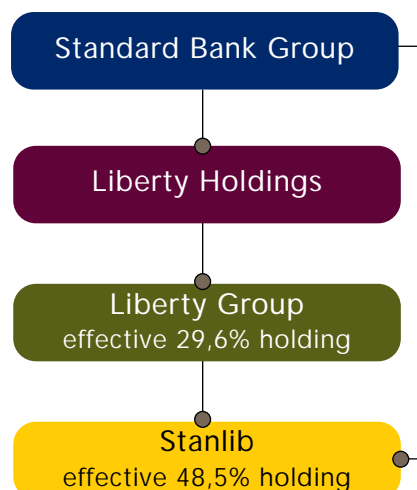 Standard Bank Group
Liberty Holdings
Liberty Group
effective 29,6% holding
Stanlib
effective 48,5% holding